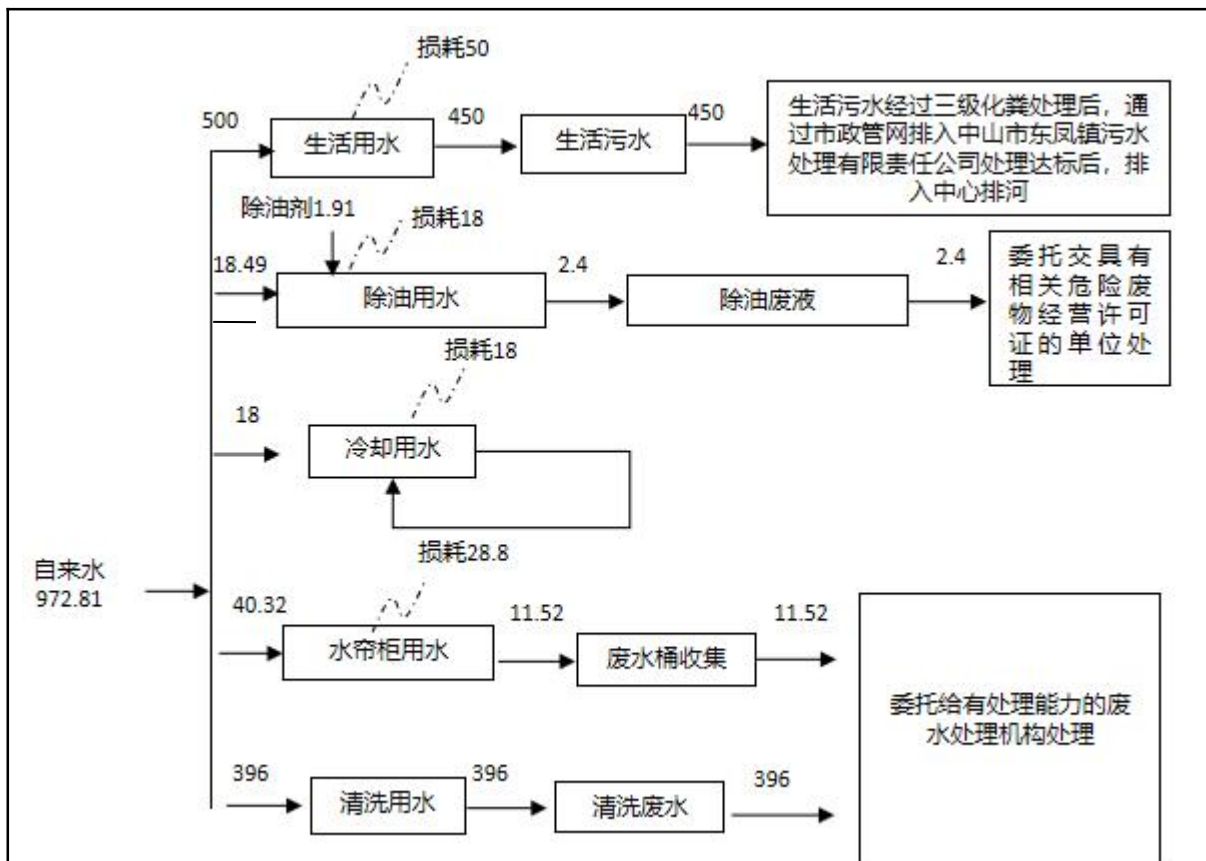 损耗50
500
生活用水
450
生活污水
450
生活污水经过三级化粪处理后，通
过市政管网排入中山市东凤镇污水
处理有限责任公司处理达标后，排
入中心排河
除油剂1.91
损耗18
18.49
除油用水
2.4
除油废液
2.4
委托交具有
相关危险废
物经营许可
证的单位处
理
损耗18
18
冷却用水
自来水
972.81
损耗28.8
40.32
水帘柜用水
11.52
废水桶收集
11.52
委托给有处理能力的废
水处理机构处理
396
清洗用水
396
清洗废水
396